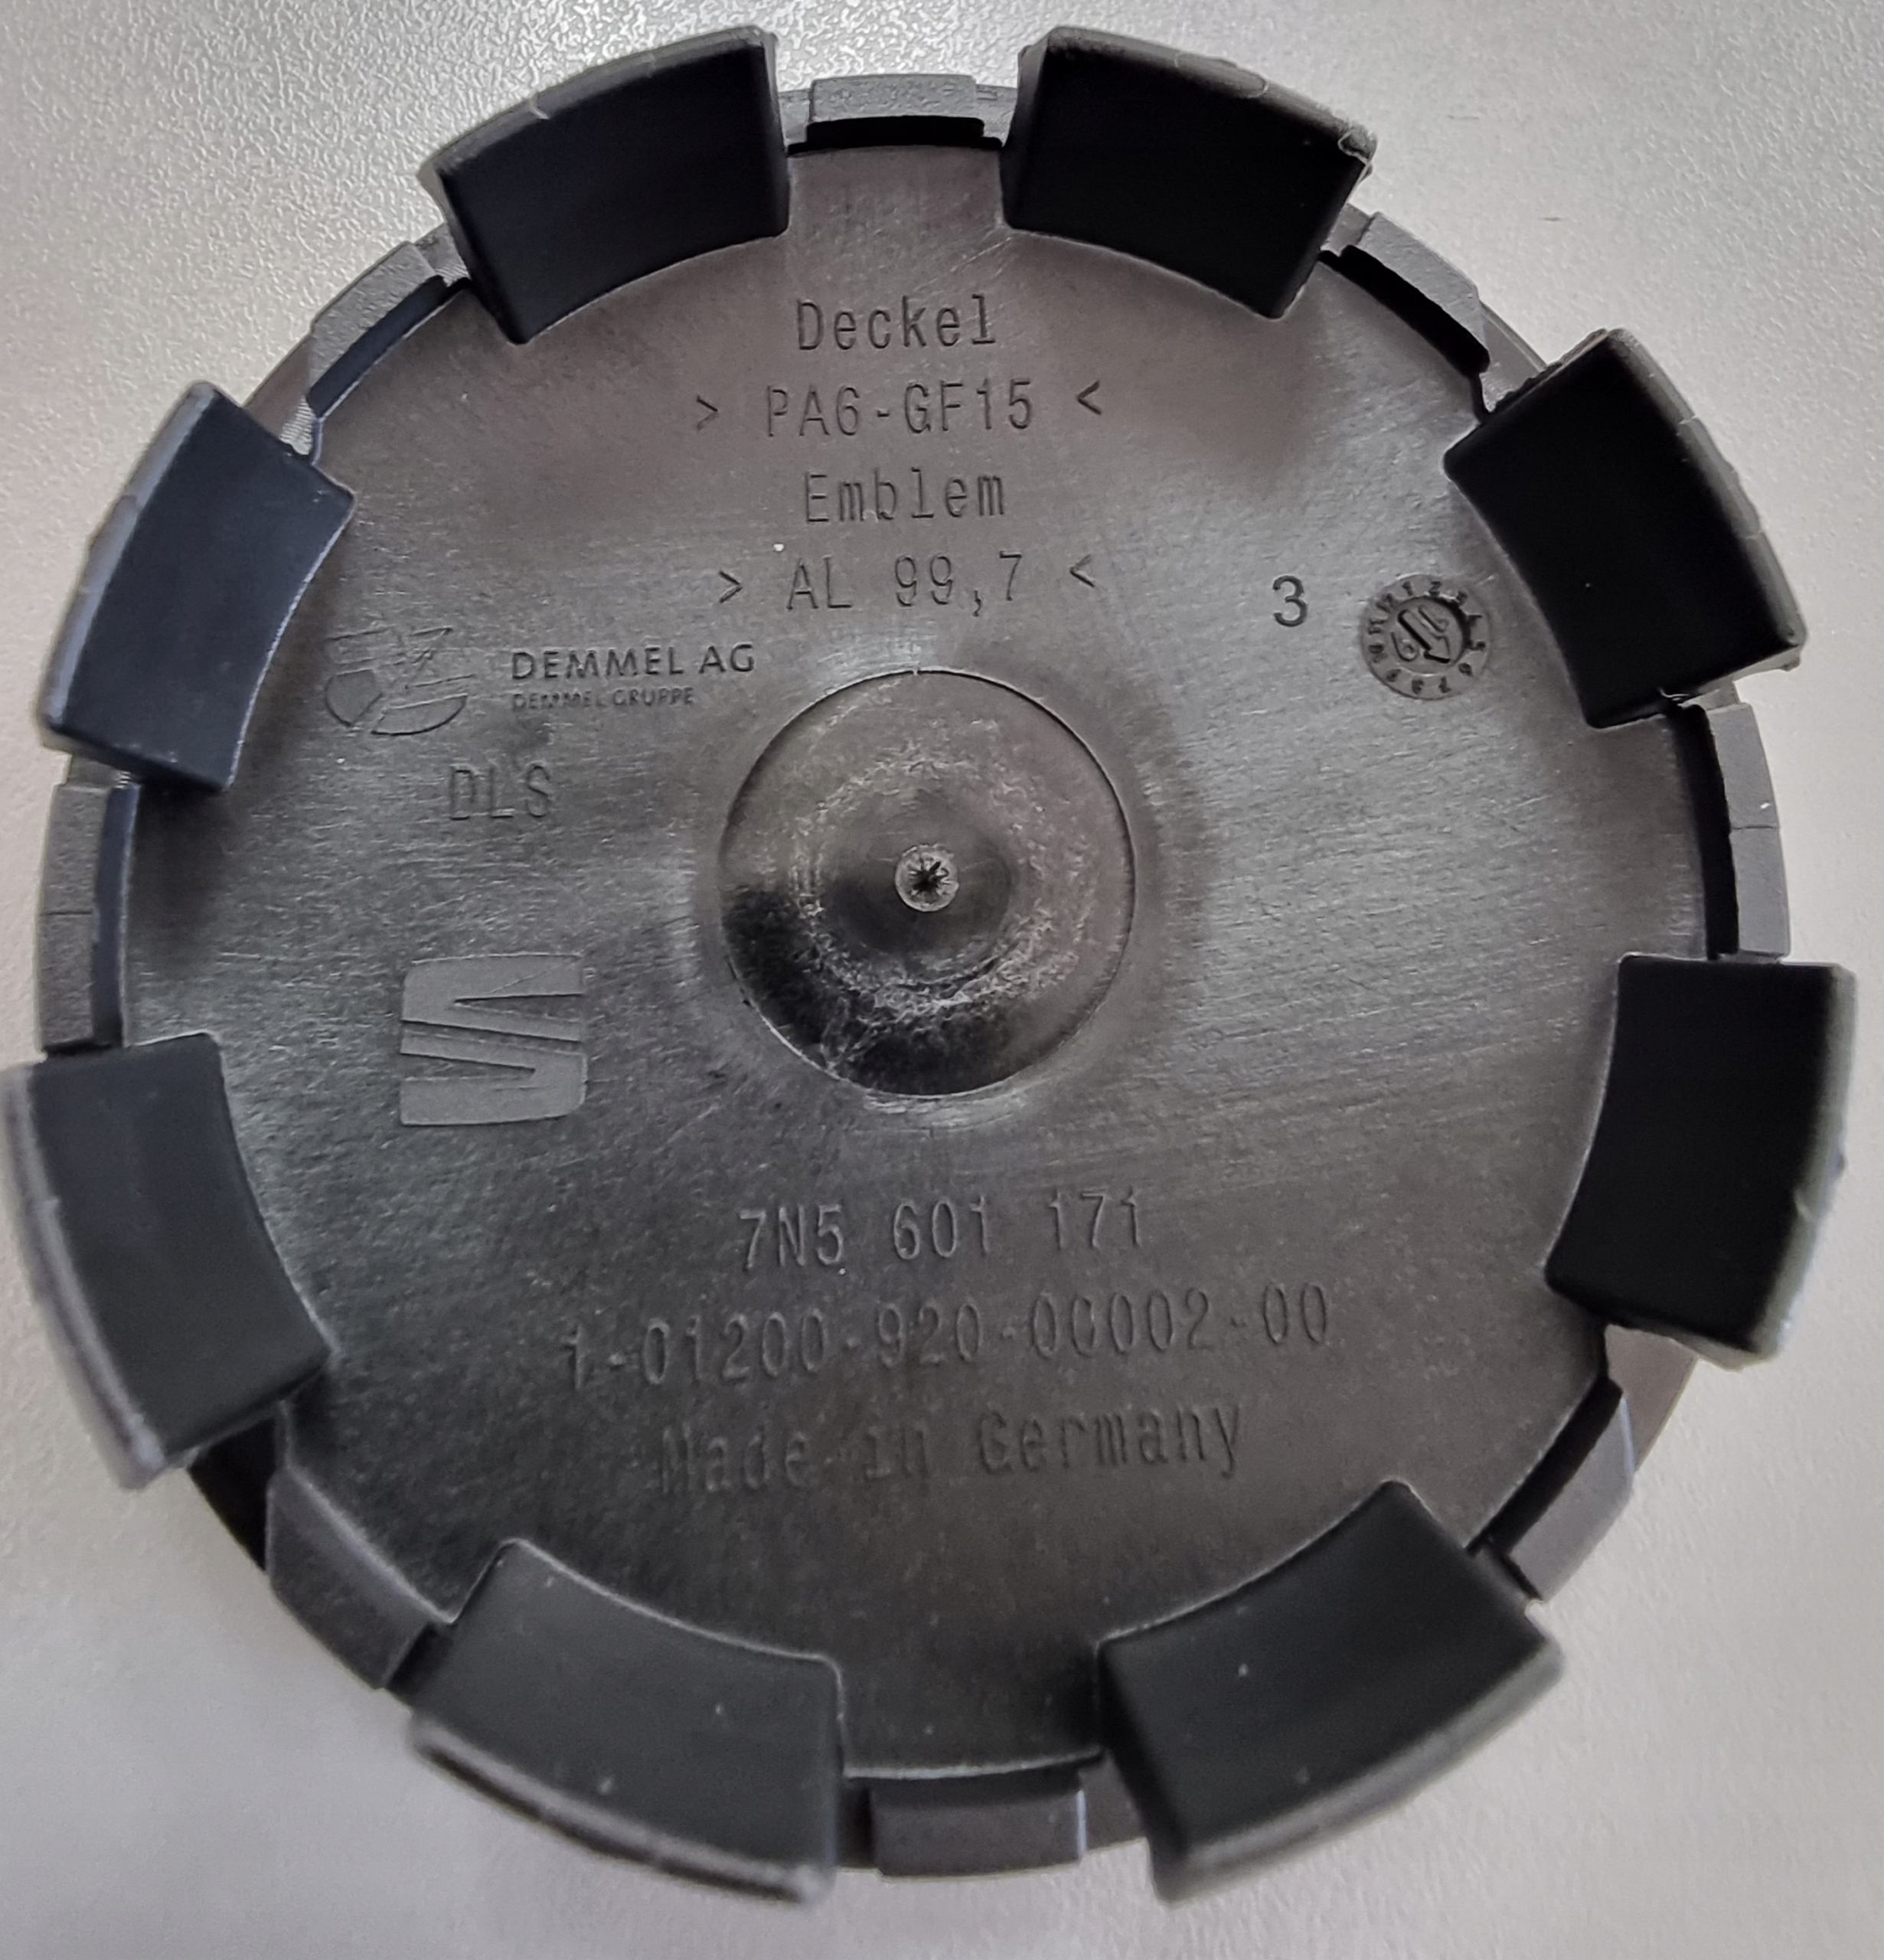 Deckel
> PA6-GF15 <
Emblem
> AL 99,7 <
3
DEMMEL AG
DEMMEL GRUPPE
DLS
7N5 601 171
1-01200-920-00002-00
Made in Germany